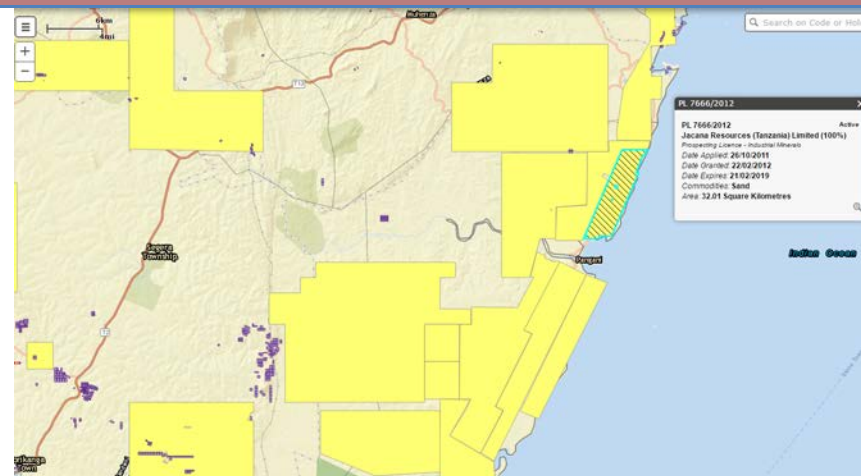 6km
4mi
+
−
Muheza
T13
Search on Code or Hol
PL 7666/2012
X
PL 7666/2012 Active
Jacana Resources (Tanzania) Limited (100%)
Prospecting Licence - Industrial Minerals
Date Applied: 26/10/2011
Date Granted: 22/02/2012
Date Expires: 21/02/2019
Commodities: Sand
Area: 32.01 Square Kilometres
Segera
Township
Pangani
Indian Ocean
Town